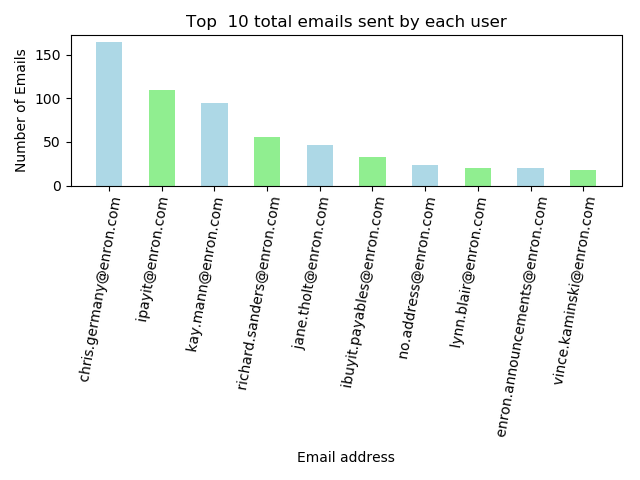 Top  10 total emails sent by each user
Number of Emails
150
100
50
0
chris.germany@enron.com
ipayit@enron.com
kay.mann@enron.com
richard.sanders@enron.com
jane.tholt@enron.com
ibuyit.payables@enron.com
no.address@enron.com
lynn.blair@enron.com
enron.announcements@enron.com
vince.kaminski@enron.com
Email address